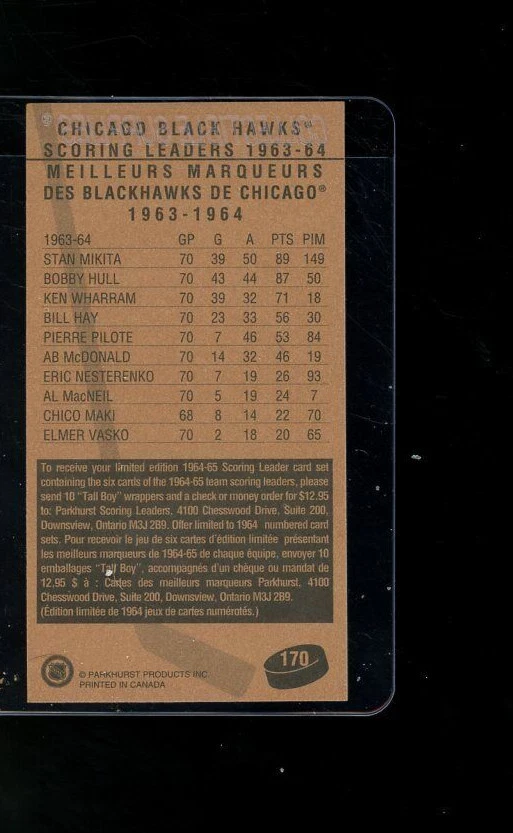 CHICAGO BLACK HAWKS
SCORING LEADERS 1963-64
MEILLEURS MARQUEURS
DES BLACKHAWKS DE CHICAGO®
1963-1964
1963-64 GP G A PTS PIM
STAN MIKITA 70 39 50 89 149
BOBBY HULL 70 43 44 87 50
KEN WHARRAM 70 39 32 71 18
BILL HAY 70 23 33 56 30
PIERRE PILOTE 70 7 46 53 84
AB McDONALD 70 14 32 46 19
ERIC NESTERENKO 70 7 19 26 93
AL MacNEIL 70 5 19 24 7
CHICO MAKI 68 8 14 22 70
ELMER VASKO 70 2 18 20 65
To receive your limited edition 1964-65 Scoring Leader card set
containing the six cards of the 1964-65 team scoring leaders, please
send 10 "Tall Boy" wrappers and a check or money order for $12.95
to: Parkhurst Scoring Leaders, 4100 Chesswood Drive, Suite 200,
Downsview, Ontario M3J 2B9. Offer limited to 1964 numbered card
sets. Pour recevoir le jeu de six cartes d'édition limitée présentant
les meilleurs marqueurs de 1964-65 de chaque équipe, envoyer 10
emballages "Tall Boy", accompagnés d'un chèque ou mandat de
12,95 $ à : Cartes des meilleurs marqueurs Parkhurst, 4100
Chesswood Drive, Suite 200, Downsview, Ontario M3J 2B9.
(Édition limitée de 1964 jeux de cartes numérotés.)
170
© PARKHURST PRODUCTS INC.
PRINTED IN CANADA